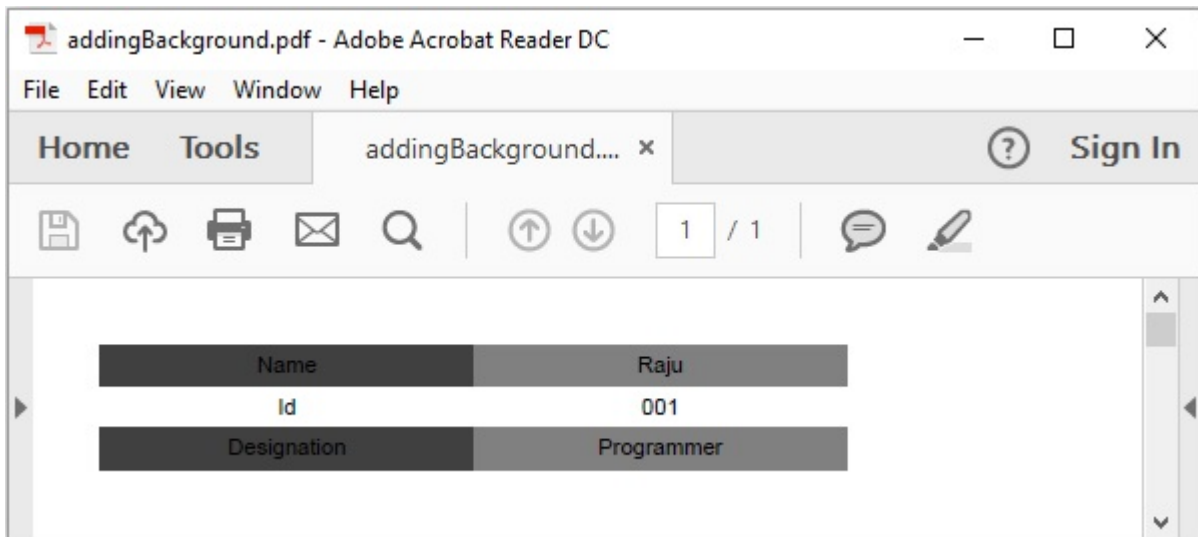 addingBackground.pdf - Adobe Acrobat Reader DC
File Edit View Window Help
Home Tools addingBackground.... Sign In
1 / 1
Name Raju
Id 001
Designation Programmer